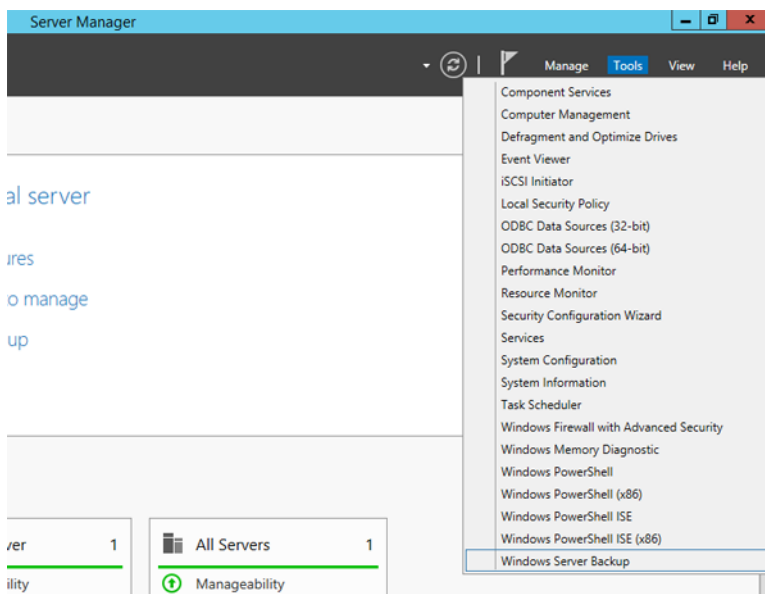 Server Manager
Manage Tools View Help
Component Services
Computer Management
Defragment and Optimize Drives
Event Viewer
iSCSI Initiator
Local Security Policy
ODBC Data Sources (32-bit)
ODBC Data Sources (64-bit)
Performance Monitor
Resource Monitor
Security Configuration Wizard
Services
System Configuration
System Information
Task Scheduler
Windows Firewall with Advanced Security
Windows Memory Diagnostic
Windows PowerShell
Windows PowerShell (x86)
Windows PowerShell ISE
Windows PowerShell ISE (x86)
Windows Server Backup
al server
ures
o manage
up
ver 1
ility
All Servers 1
Manageability